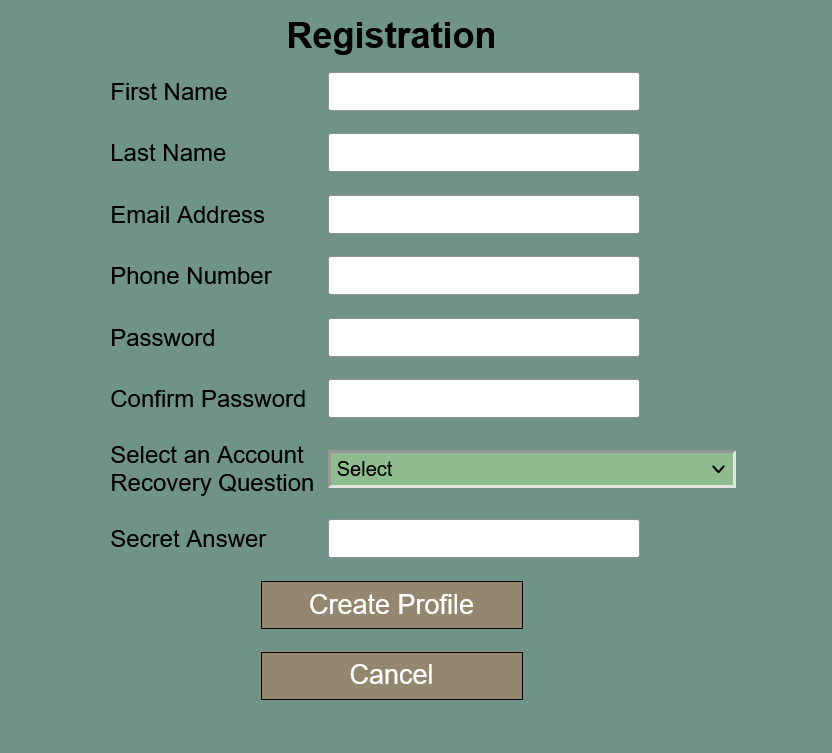 Registration
First Name
Last Name
Email Address
Phone Number
Password
Confirm Password
Select an Account
Recovery Question
Select
Secret Answer
Create Profile
Cancel